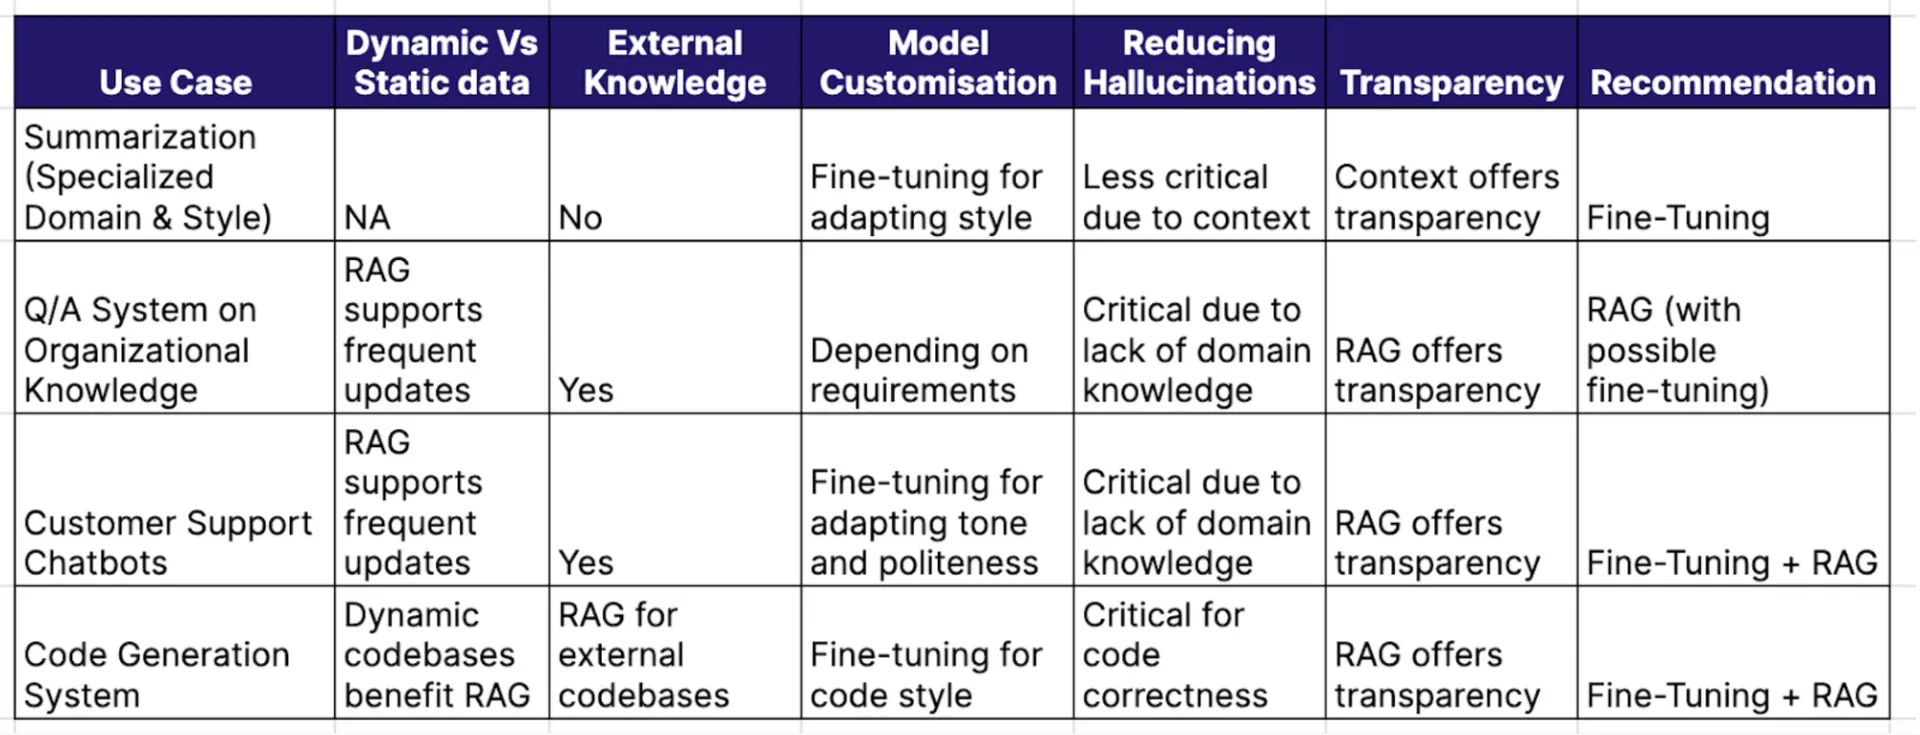 Use Case
Dynamic Vs
Static data
External
Knowledge
Model
Customisation
Reducing
Hallucinations
Transparency
Recommendation
Summarization
(Specialized
Domain & Style)
NA
No
Fine-tuning for
adapting style
Less critical
due to context
Context offers
transparency
Fine-Tuning
Q/A System on
Organizational
Knowledge
RAG
supports
frequent
updates
Yes
Depending on
requirements
Critical due to
lack of domain
knowledge
RAG offers
transparency
RAG (with
possible
fine-tuning)
Customer Support
Chatbots
RAG
supports
frequent
updates
Yes
Fine-tuning for
adapting tone
and politeness
Critical due to
lack of domain
knowledge
RAG offers
transparency
Fine-Tuning + RAG
Code Generation
System
Dynamic
codebases
benefit RAG
RAG for
external
codebases
Fine-tuning for
code style
Critical for
code
correctness
RAG offers
transparency
Fine-Tuning + RAG